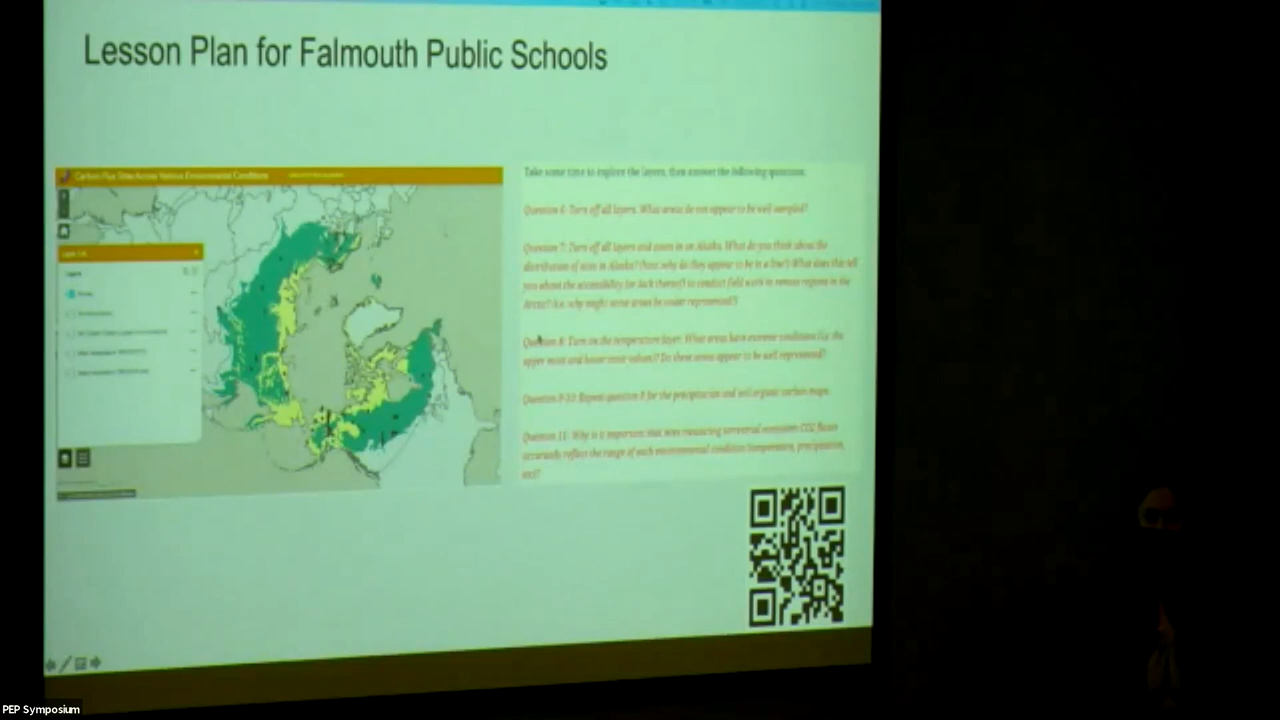 Lesson Plan for Falmouth Public Schools
Carbon Flux Sites Across Various Environmental Conditions
Take some time to explore the layers, then answer the following questions.
Question 6: Turn off all layers. What areas do not appear to be well sampled?
Question 7: Turn off all layers and zoom in on Alaska. What do you think about the
distribution of sites in Alaska? (hint: why do they appear to be in a line?) What does this tell
you about the accessibility (or lack thereof) to conduct field work in remote regions in the
Arctic? (i.e. why might some areas be under represented?)
Question 8: Turn on the temperature layer. What areas have extreme conditions (i.e. the
upper most and lower most values)? Do these areas appear to be well represented?
Question 9-10: Repeat question 8 for the precipitation and soil organic carbon maps.
Question 11: Why is it important that sites measuring terrestrial ecosystem CO2 fluxes
accurately reflect the range of each environmental condition (temperature, precipitation,
etc)?
PEP Symposium